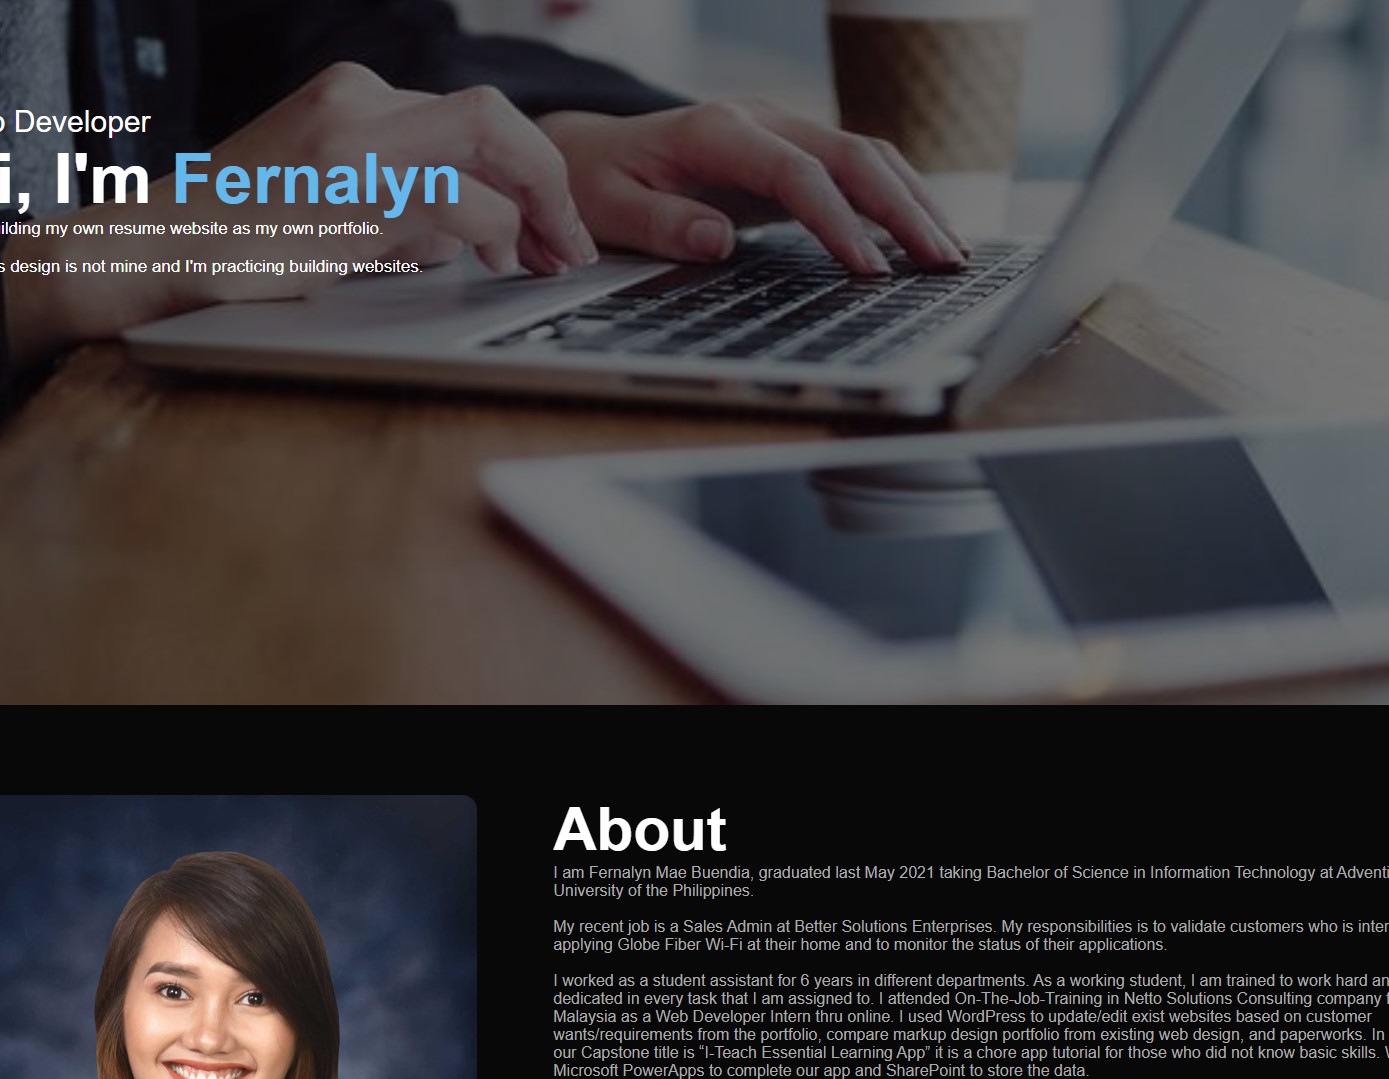 Developer
I'm Fernalyn
my own resume website as my own portfolio.
design is not mine and I'm practicing building websites.
About
I am Fernalyn Mae Buendia, graduated last May 2021 taking Bachelor of Science in Information Technology at Adventi
University of the Philippines.
My recent job is a Sales Admin at Better Solutions Enterprises. My responsibilities is to validate customers who is inter
applying Globe Fiber Wi-Fi at their home and to monitor the status of their applications.
I worked as a student assistant for 6 years in different departments. As a working student, I am trained to work hard an
dedicated in every task that I am assigned to. I attended On-The-Job-Training in Netto Solutions Consulting company
Malaysia as a Web Developer Intern thru online. I used WordPress to update/edit exist websites based on customer
wants/requirements from the portfolio, compare markup design portfolio from existing web design, and paperworks. In
our Capstone title is “I-Teach Essential Learning App” it is a chore app tutorial for those who did not know basic skills.
Microsoft PowerApps to complete our app and SharePoint to store the data.